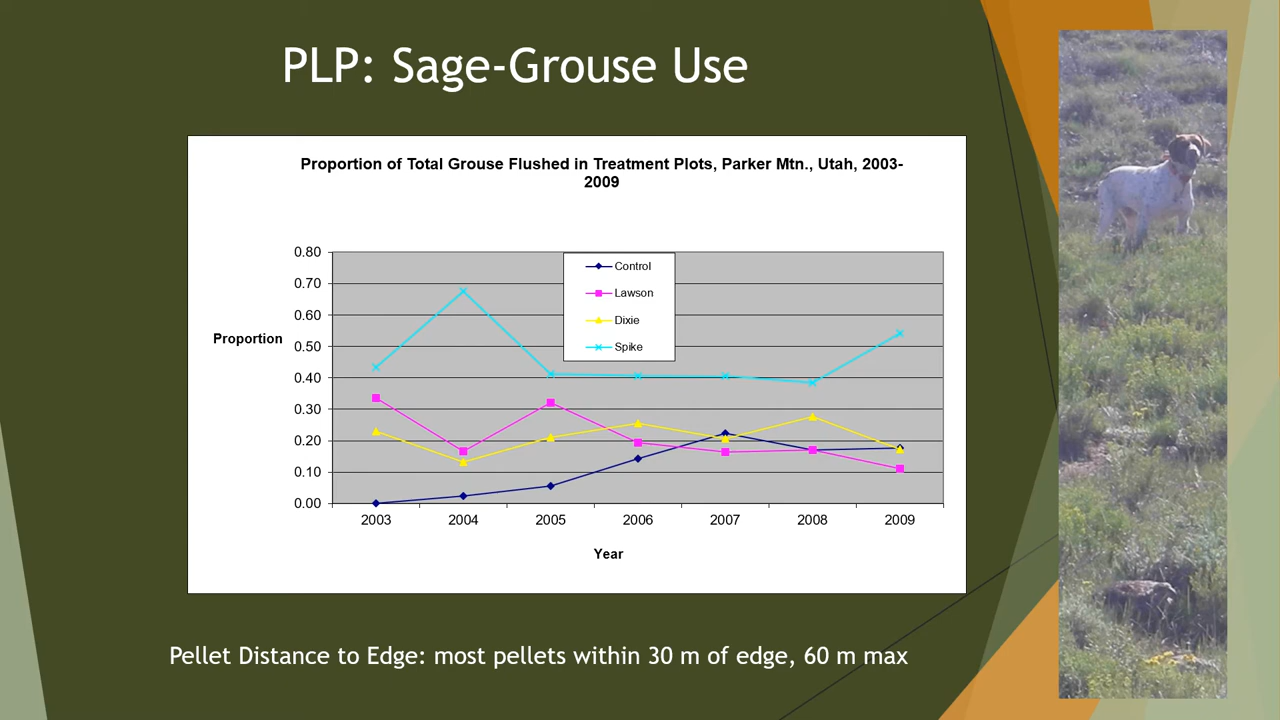 PLP: Sage-Grouse Use
Proportion of Total Grouse Flushed in Treatment Plots, Parker Mtn., Utah, 2003-
2009
0.80
0.70
0.60
0.50
0.40
0.30
0.20
0.10
0.00
Proportion
Control
Lawson
Dixie
Spike
2003 2004 2005 2006 2007 2008 2009
Year
Pellet Distance to Edge: most pellets within 30 m of edge, 60 m max